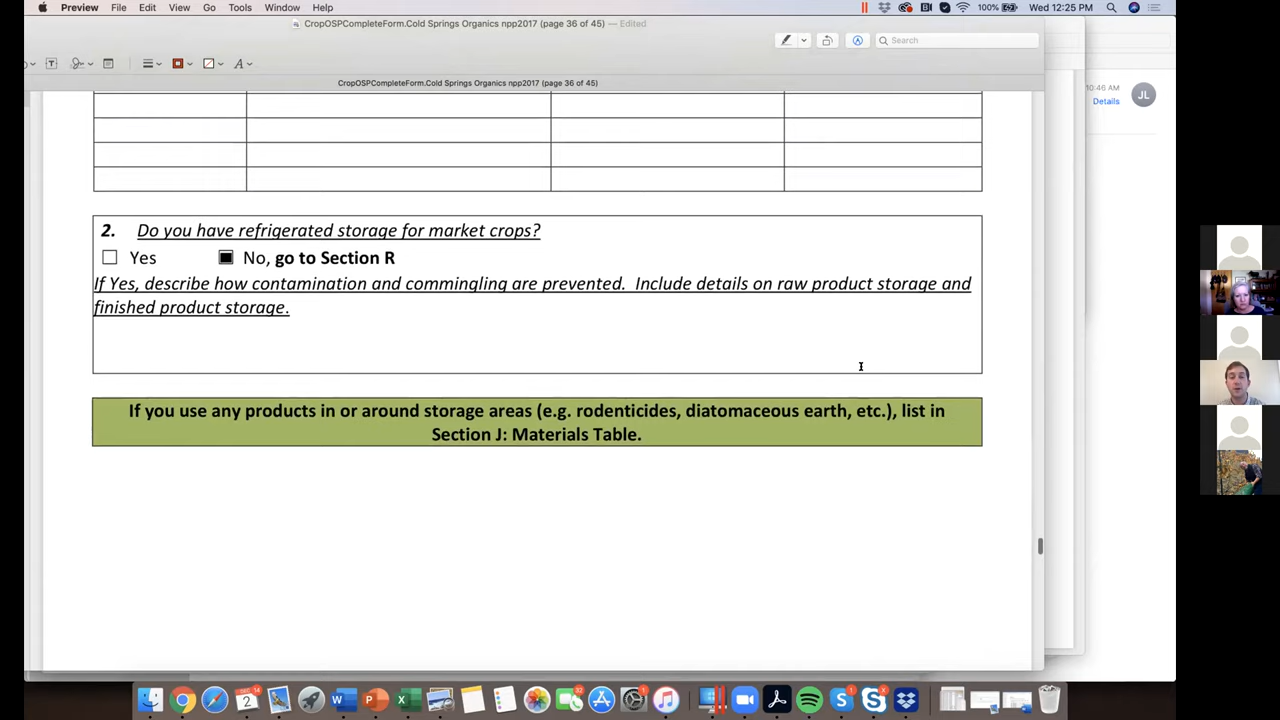 Preview File Edit View Go Tools Window Help 100% Wed 12:25 PM
CropOSPCompleteForm.Cold Springs Organics npp2017 (page 36 of 45) — Edited
Search
CropOSPCompleteForm.Cold Springs Organics npp2017 (page 36 of 45)
10:46 AM
JL
Details
2. Do you have refrigerated storage for market crops?
Yes No, go to Section R
If Yes, describe how contamination and commingling are prevented. Include details on raw product storage and
finished product storage.
If you use any products in or around storage areas (e.g. rodenticides, diatomaceous earth, etc.), list in
Section J: Materials Table.